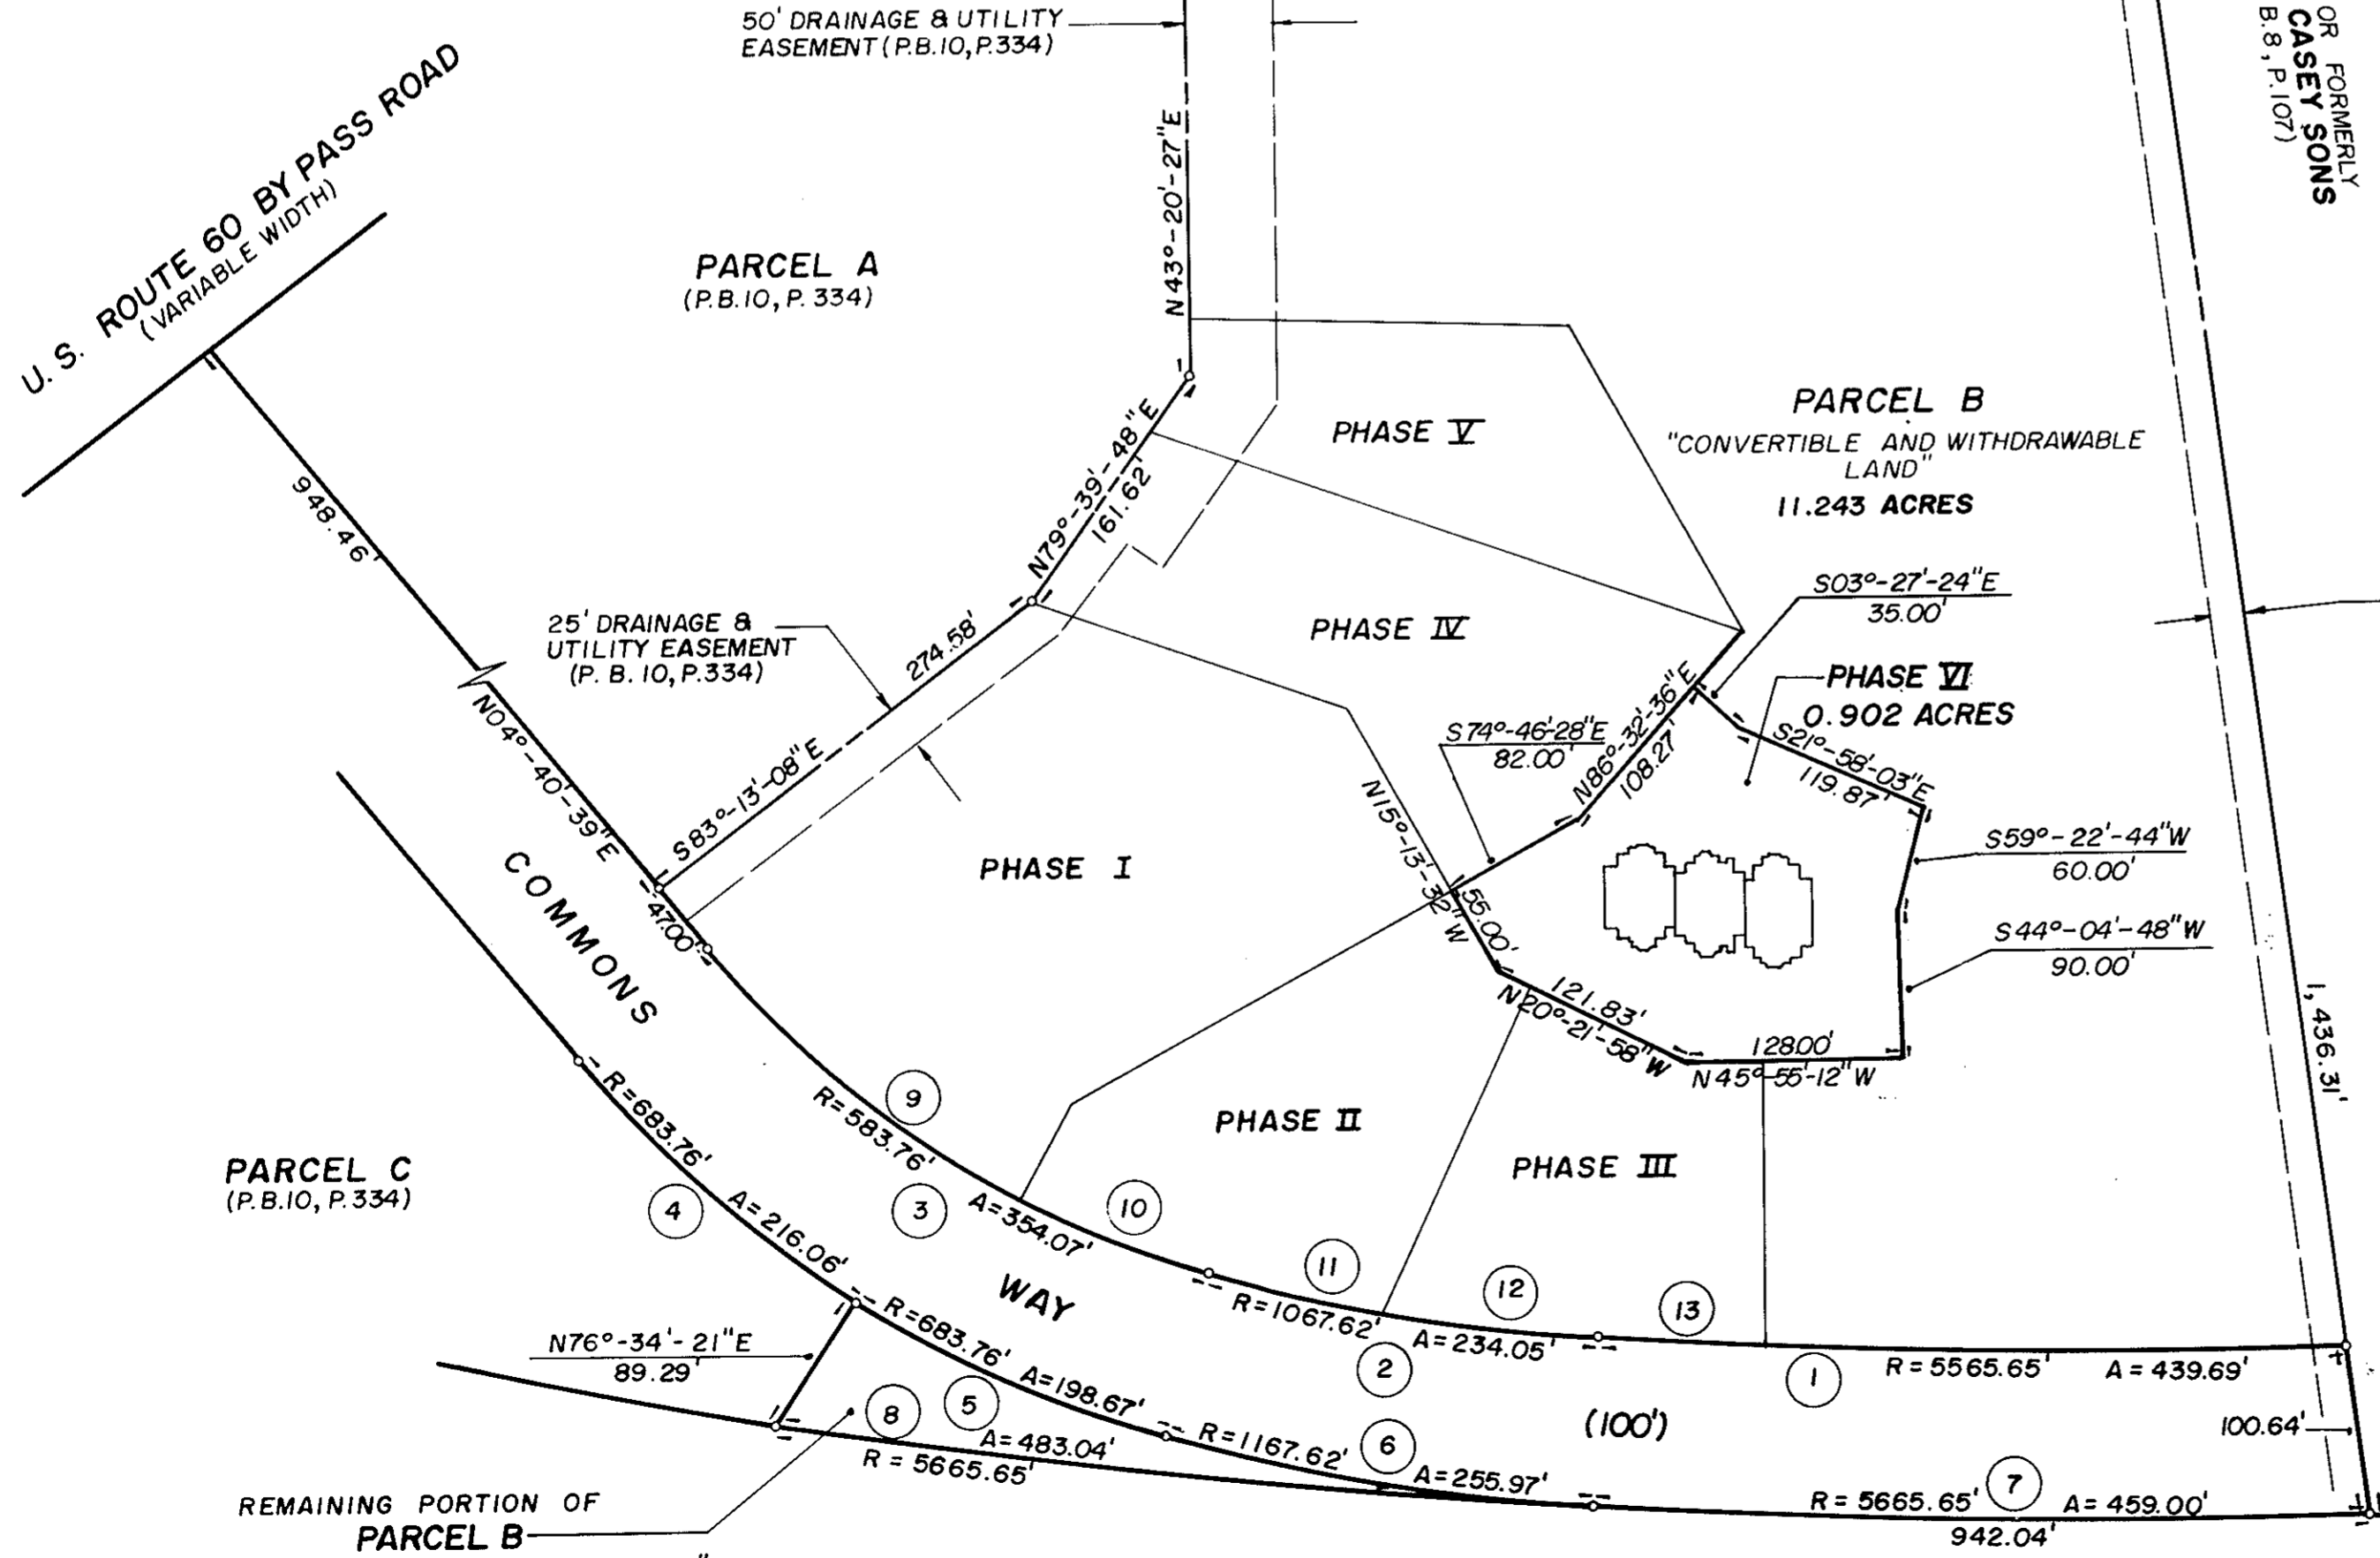 50' DRAINAGE & UTILITY
EASEMENT (P.B.10, P.334)
OR FORMERLY
CASEY SONS
B.8, P.107)
U.S. ROUTE 60 BY PASS ROAD
(VARIABLE WIDTH)
N43°-20'-27"E
PARCEL A
(P.B.10, P. 334)
948.46'
N04°-40'-39"E
PHASE V
PARCEL B
"CONVERTIBLE AND WITHDRAWABLE
LAND"
11.243 ACRES
N79°-39'-48"E
161.62'
25' DRAINAGE &
UTILITY EASEMENT
(P. B. 10, P.334)
274.58'
S83°-13'-08"E
PHASE IV
S03°-27'-24"E
35.00'
PHASE VI
0.902 ACRES
S74°-46'-28"E
82.00'
N86°-32'-36"E
108.27'
S21°-58'-03"E
119.87'
S59°-22'-44"W
60.00'
S44°-04'-48"W
90.00'
N15°-13'-32"W
55.00'
121.83'
N20°-21'-58"W
128.00'
N45°-55'-12"W
1,436.31'
PHASE I
47.00'
COMMONS
R=683.76'
A=216.06'
4
9
R=583.76'
3
A=354.07'
10
PHASE II
PHASE III
PARCEL C
(P.B.10, P.334)
WAY
11
R=1067.62'
2
A=234.05'
12
13
1
R=5565.65'
A=439.69'
N76°-34'-21"E
89.29'
R=683.76'
A=198.67'
5
8
A=483.04'
R=5665.65'
R=1167.62'
6
A=255.97'
(100')
100.64'
R=5665.65'
7
A=459.00'
942.04'
REMAINING PORTION OF
PARCEL B